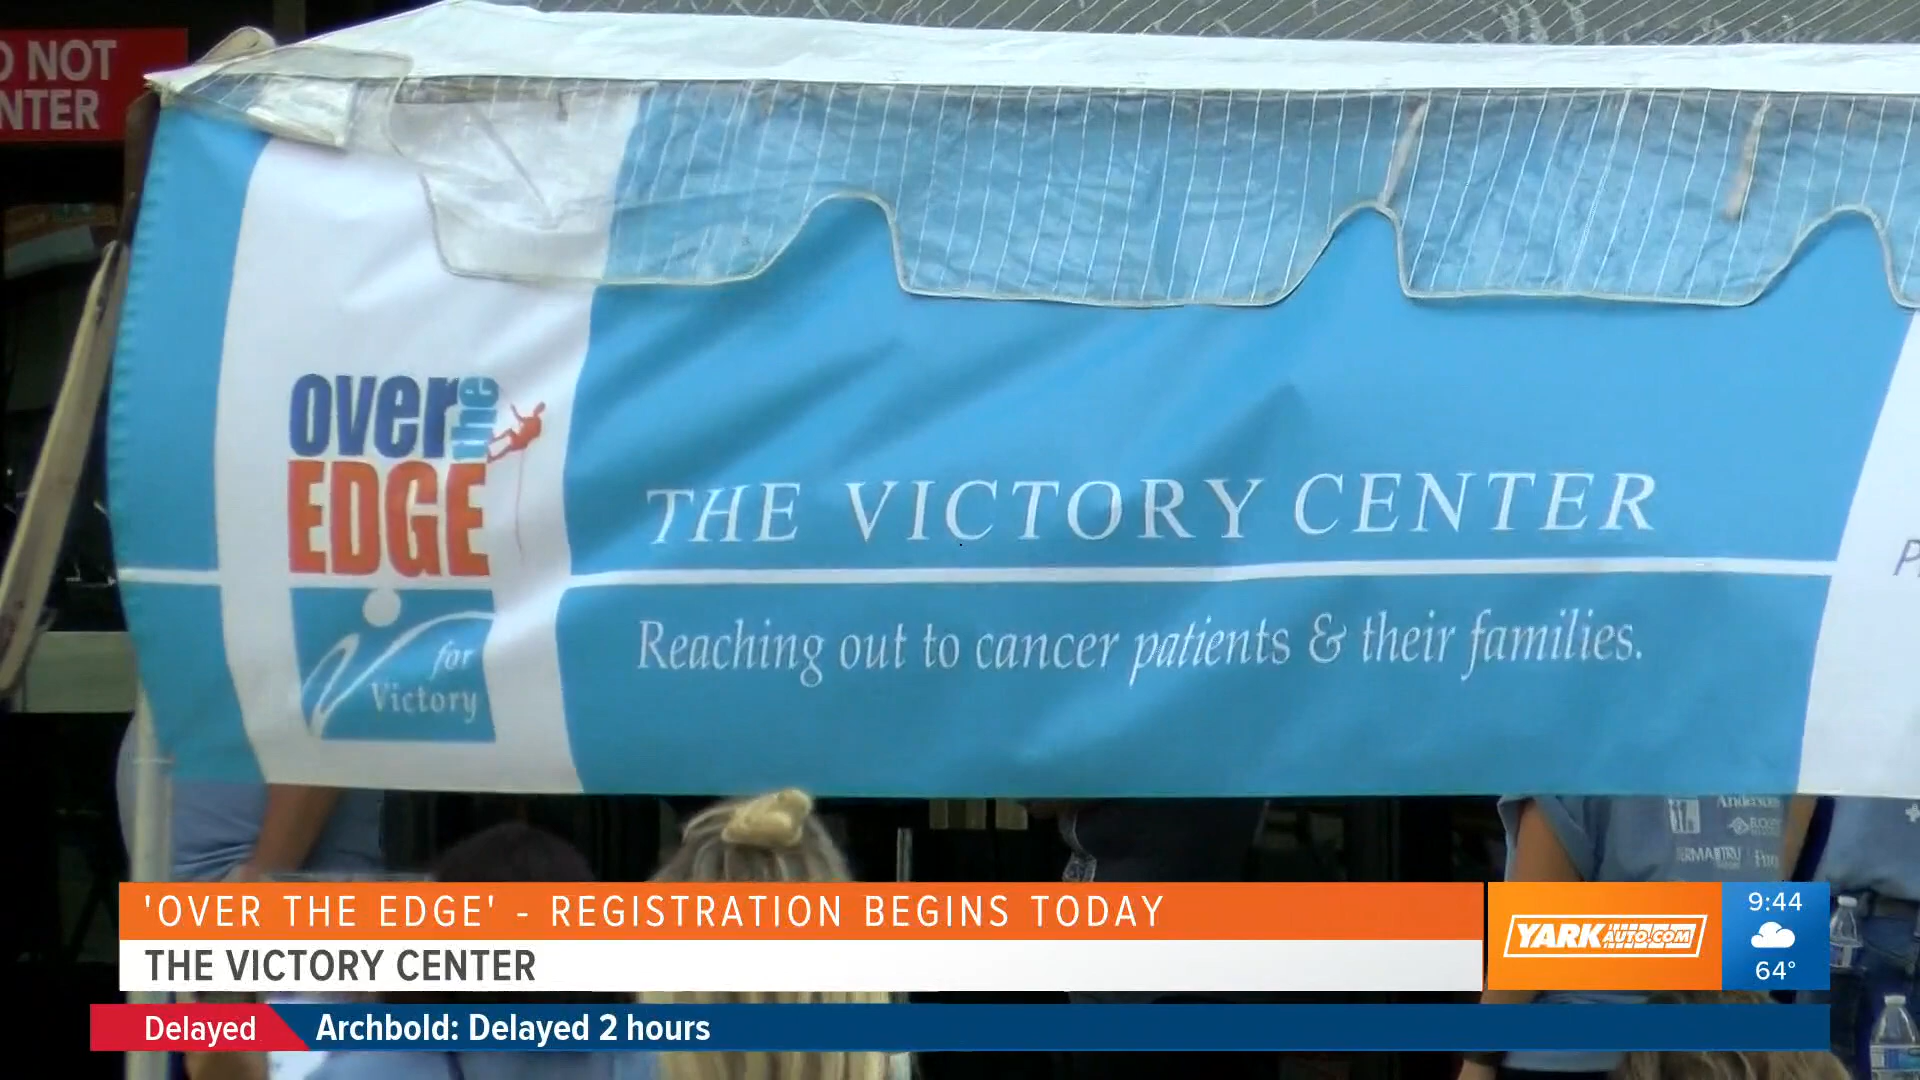 O NOT
NTER
over the
EDGE
for
Victory
THE VICTORY CENTER
Reaching out to cancer patients & their families.
P
Anderson
'OVER THE EDGE' - REGISTRATION BEGINS TODAY
THE VICTORY CENTER
YARKAUTO.COM
9:44
64°
Delayed
Archbold: Delayed 2 hours